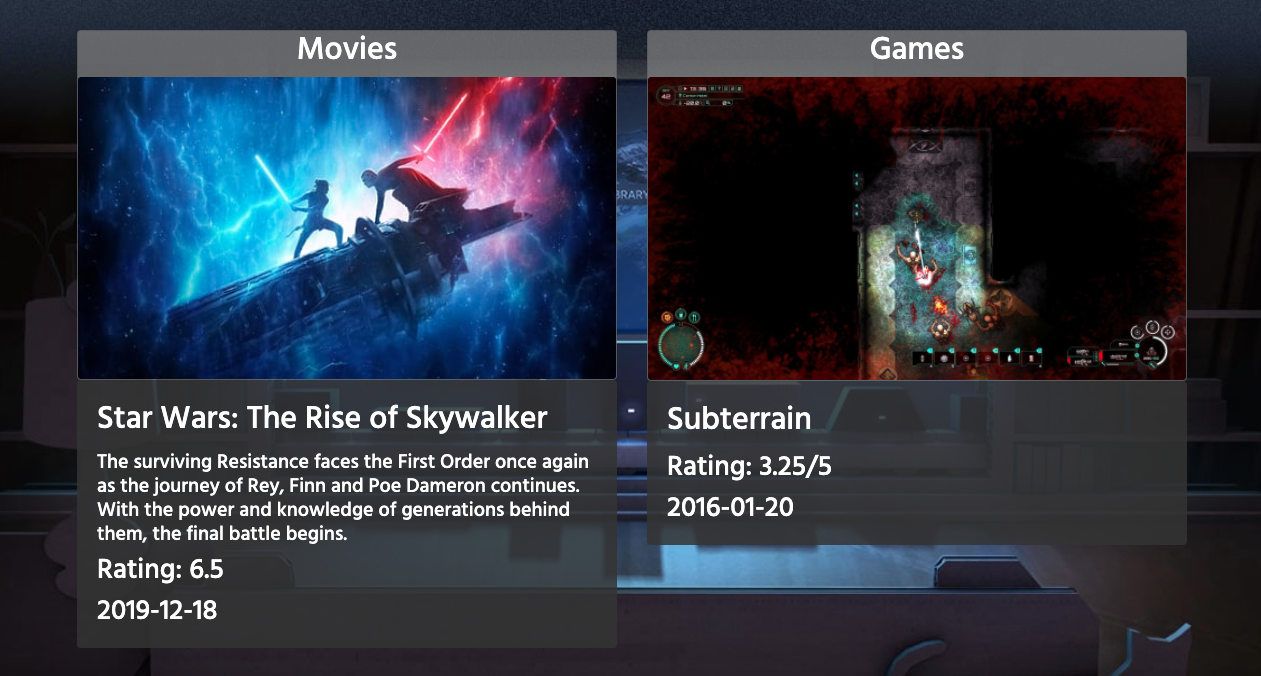 Movies
Star Wars: The Rise of Skywalker
The surviving Resistance faces the First Order once again
as the journey of Rey, Finn and Poe Dameron continues.
With the power and knowledge of generations behind
them, the final battle begins.
Rating: 6.5
2019-12-18
BRARY
Games
42
Subterrain
Rating: 3.25/5
2016-01-20